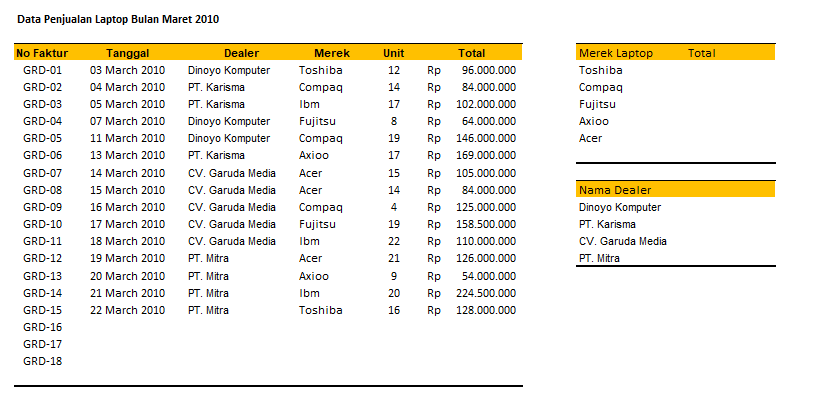 Data Penjualan Laptop Bulan Maret 2010
No Faktur Tanggal Dealer Merek Unit Total
GRD-01 03 March 2010 Dinoyo Komputer Toshiba 12 Rp 96.000.000
GRD-02 04 March 2010 PT. Karisma Compaq 14 Rp 84.000.000
GRD-03 05 March 2010 PT. Karisma Ibm 17 Rp 102.000.000
GRD-04 07 March 2010 Dinoyo Komputer Fujitsu 8 Rp 64.000.000
GRD-05 11 March 2010 Dinoyo Komputer Compaq 19 Rp 146.000.000
GRD-06 13 March 2010 PT. Karisma Axioo 17 Rp 169.000.000
GRD-07 14 March 2010 CV. Garuda Media Acer 15 Rp 105.000.000
GRD-08 15 March 2010 CV. Garuda Media Acer 14 Rp 84.000.000
GRD-09 16 March 2010 CV. Garuda Media Compaq 4 Rp 125.000.000
GRD-10 17 March 2010 CV. Garuda Media Fujitsu 19 Rp 158.500.000
GRD-11 18 March 2010 CV. Garuda Media Ibm 22 Rp 110.000.000
GRD-12 19 March 2010 PT. Mitra Acer 21 Rp 126.000.000
GRD-13 20 March 2010 PT. Mitra Axioo 9 Rp 54.000.000
GRD-14 21 March 2010 PT. Mitra Ibm 20 Rp 224.500.000
GRD-15 22 March 2010 PT. Mitra Toshiba 16 Rp 128.000.000
GRD-16
GRD-17
GRD-18
Merek Laptop Total
Toshiba
Compaq
Fujitsu
Axioo
Acer
Nama Dealer
Dinoyo Komputer
PT. Karisma
CV. Garuda Media
PT. Mitra